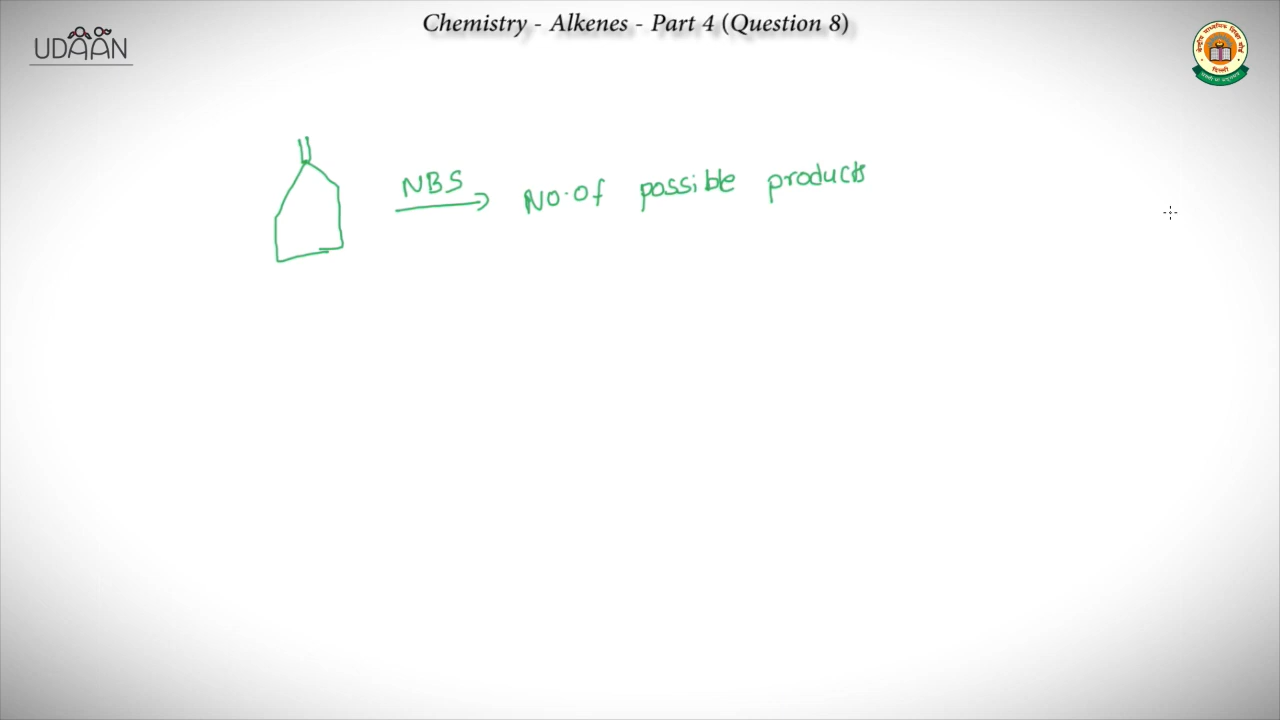 Chemistry - Alkenes - Part 4 (Question 8)
UDAAN
NBS
No. of possible products